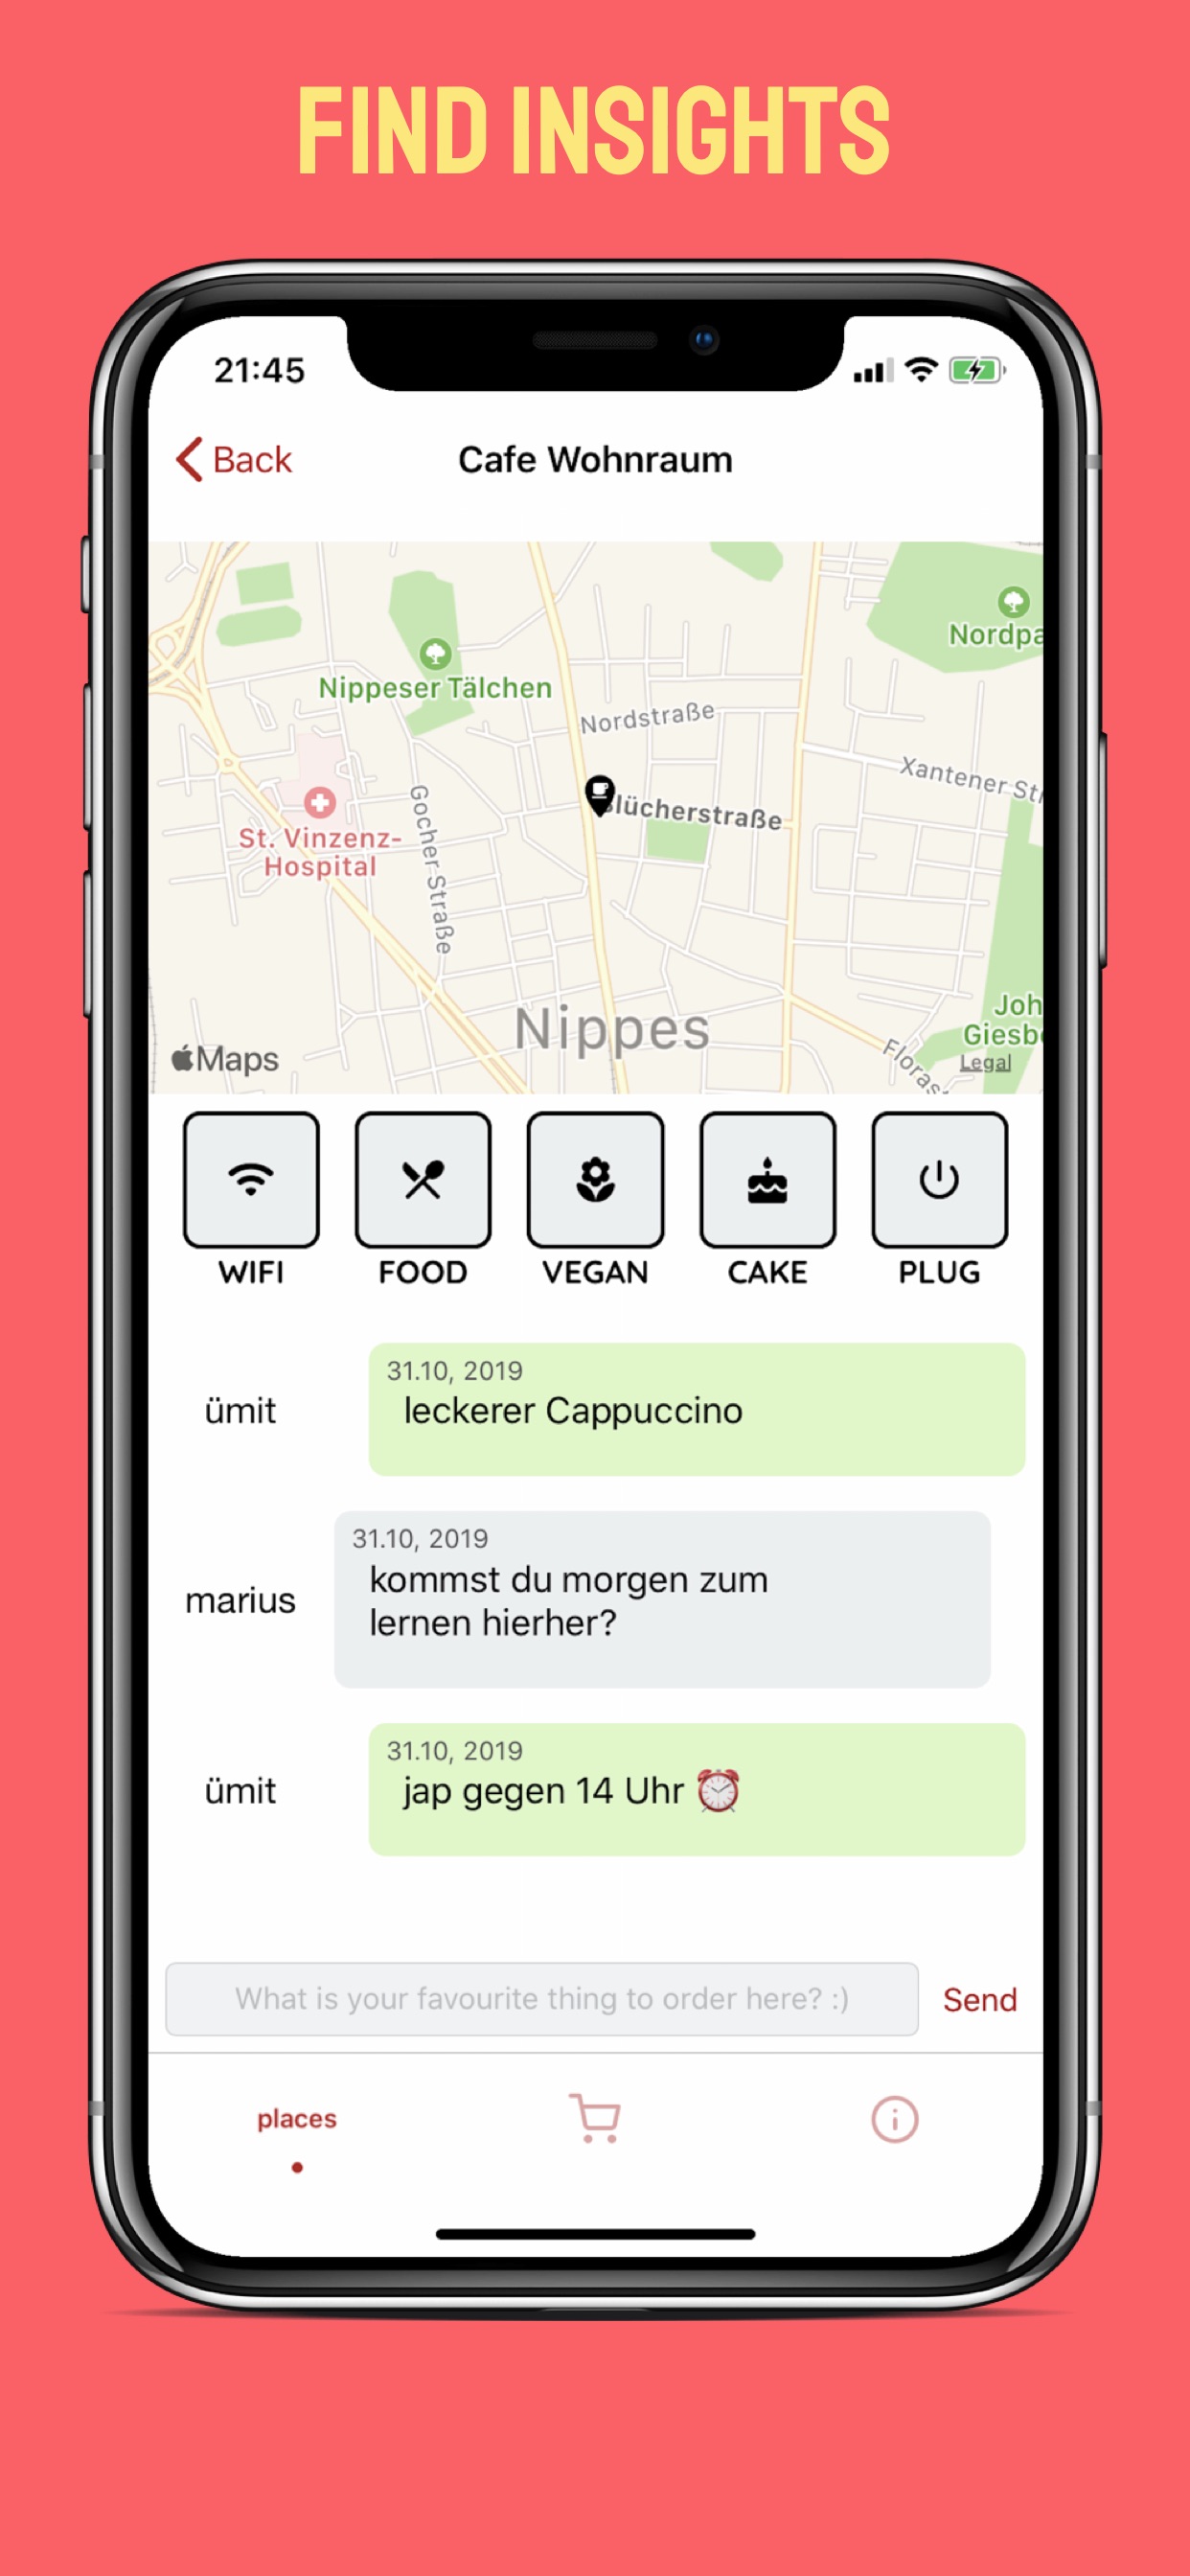 FIND INSIGHTS
21:45
Back
Cafe Wohnraum
Nordpa
Nippeser Tälchen
Nordstraße
Xantener Str
lücherstraße
Gocher Straße
St. Vinzenz-
Hospital
Nippes
Joh
Giesb
Floras
Maps
Legal
WIFI
FOOD
VEGAN
CAKE
PLUG
31.10, 2019
ümit
leckerer Cappuccino
31.10, 2019
marius
kommst du morgen zum
lernen hierher?
31.10, 2019
ümit
jap gegen 14 Uhr ⏰
What is your favourite thing to order here? :)
Send
places